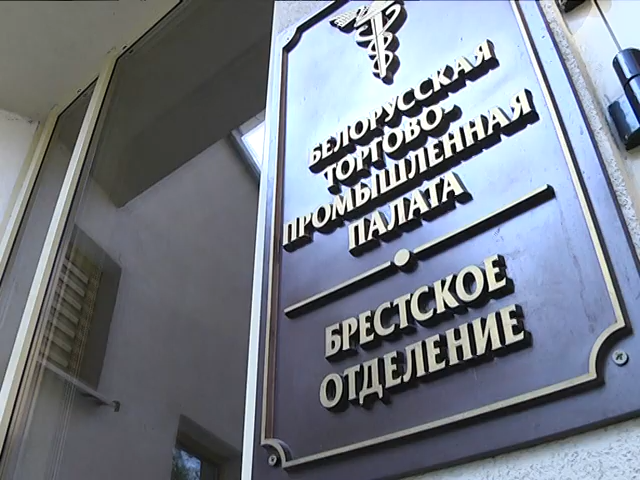 БЕЛОРУССКАЯ
ТОРГОВО-
ПРОМЫШЛЕННАЯ
ПАЛАТА
БРЕСТСКОЕ
ОТДЕЛЕНИЕ